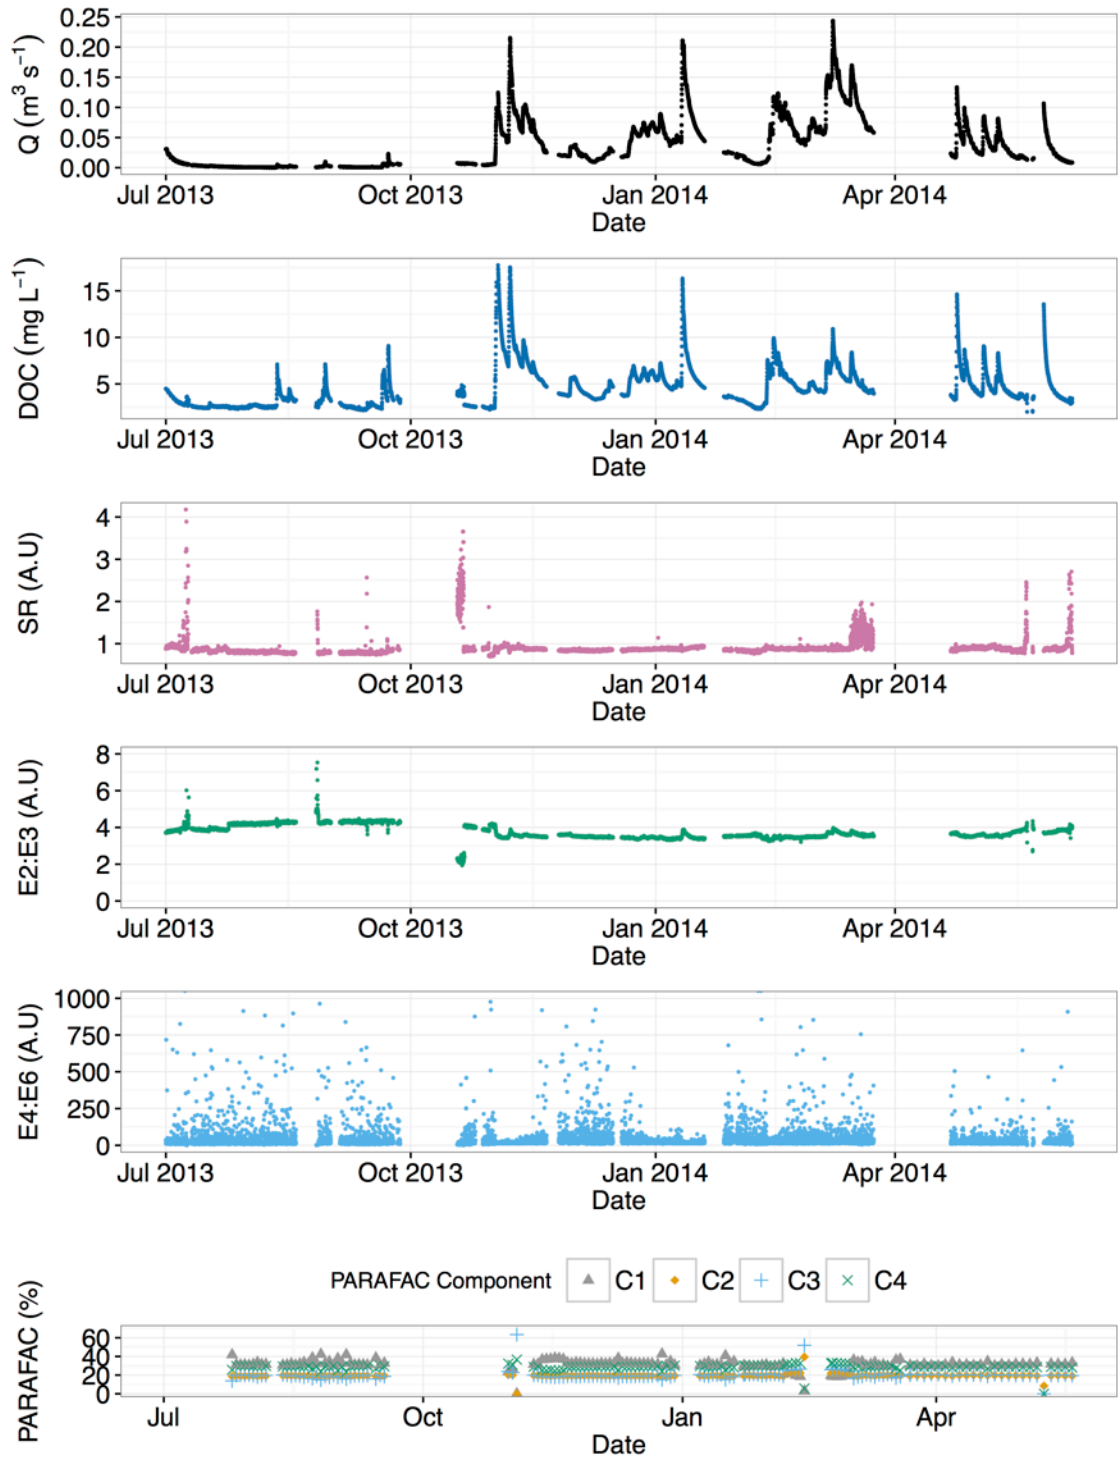 Q (m³ s⁻¹)
0.25
0.20
0.15
0.10
0.05
0.00
Jul 2013 Oct 2013 Jan 2014 Apr 2014
Date
DOC (mg L⁻¹)
15
10
5
Jul 2013 Oct 2013 Jan 2014 Apr 2014
Date
SR (A.U)
4
3
2
1
Jul 2013 Oct 2013 Jan 2014 Apr 2014
Date
E2:E3 (A.U)
8
6
4
2
0
Jul 2013 Oct 2013 Jan 2014 Apr 2014
Date
E4:E6 (A.U)
1000
750
500
250
0
Jul 2013 Oct 2013 Jan 2014 Apr 2014
Date
PARAFAC Component C1 C2 C3 C4
PARAFAC (%)
60
40
20
0
Jul Oct Jan Apr
Date